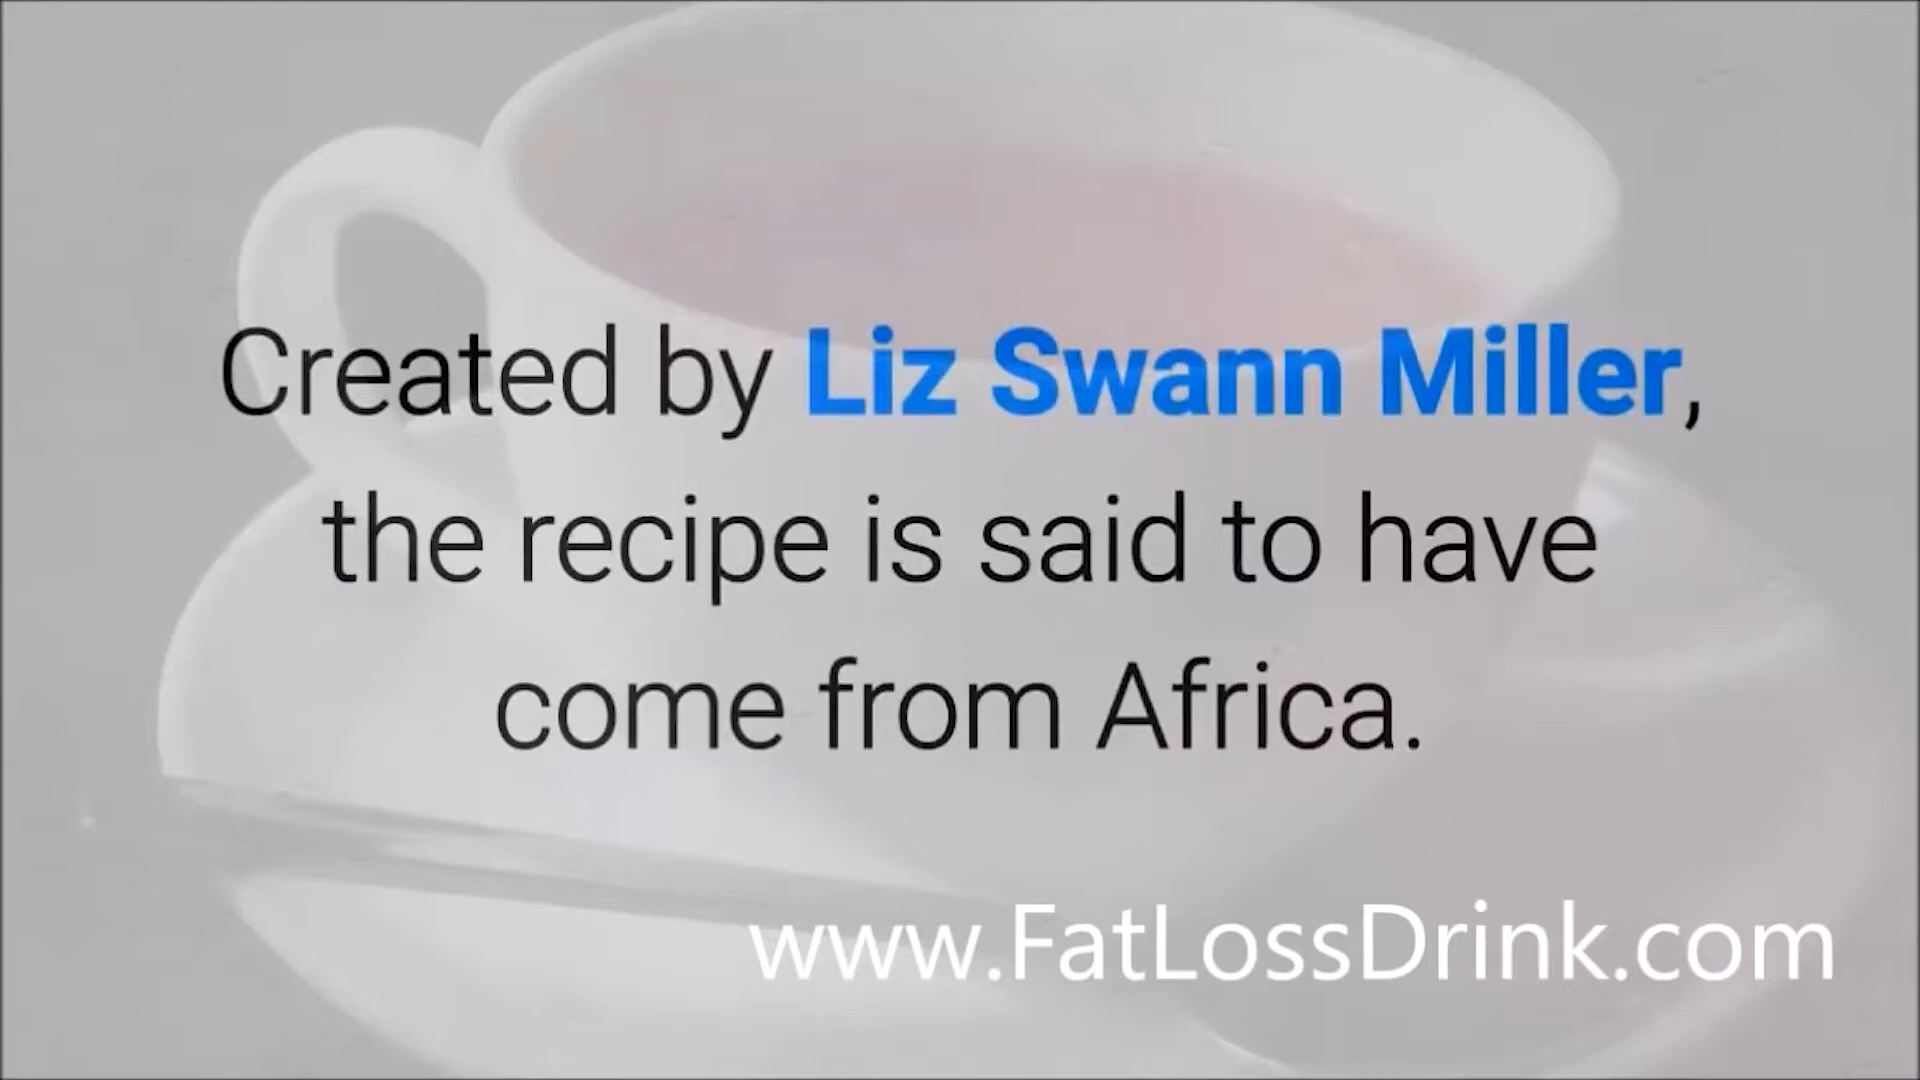 Created by Liz Swann Miller,
the recipe is said to have
come from Africa.
www.FatLossDrink.com